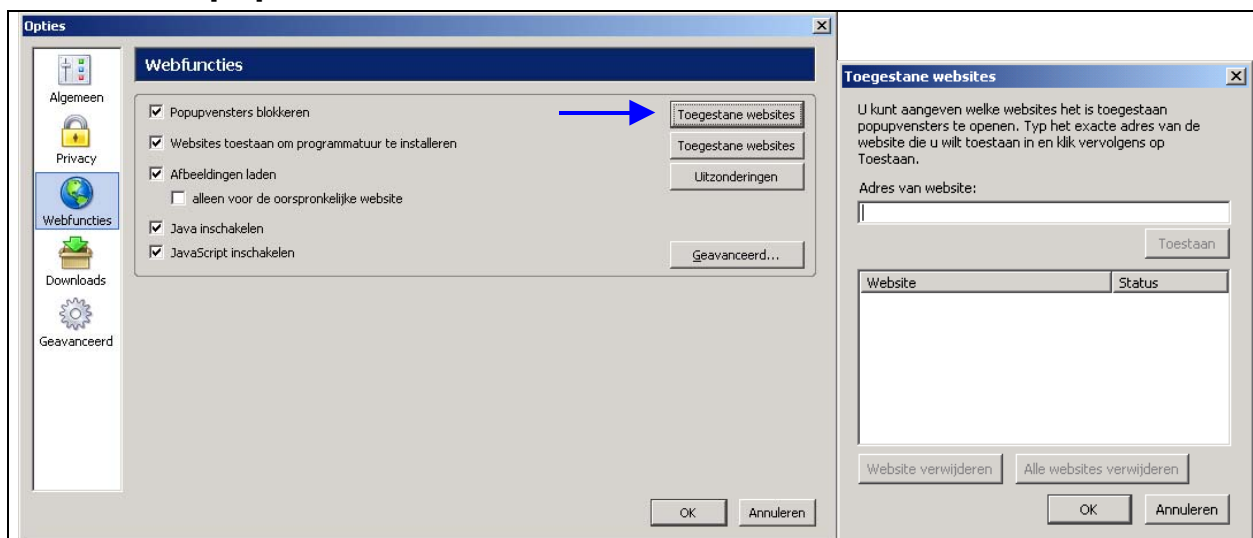 Opties
Webfuncties
Algemeen
Privacy
Webfuncties
Downloads
Geavanceerd
Popupvensters blokkeren
Toegestane websites
Websites toestaan om programmatuur te installeren
Toegestane websites
Afbeeldingen laden
Uitzonderingen
alleen voor de oorspronkelijke website
Java inschakelen
JavaScript inschakelen
Geavanceerd...
OK
Annuleren
Toegestane websites
U kunt aangeven welke websites het is toegestaan
popupvensters te openen. Typ het exacte adres van de
website die u wilt toestaan in en klik vervolgens op
Toestaan.
Adres van website:
Toestaan
Website
Status
Website verwijderen
Alle websites verwijderen
OK
Annuleren